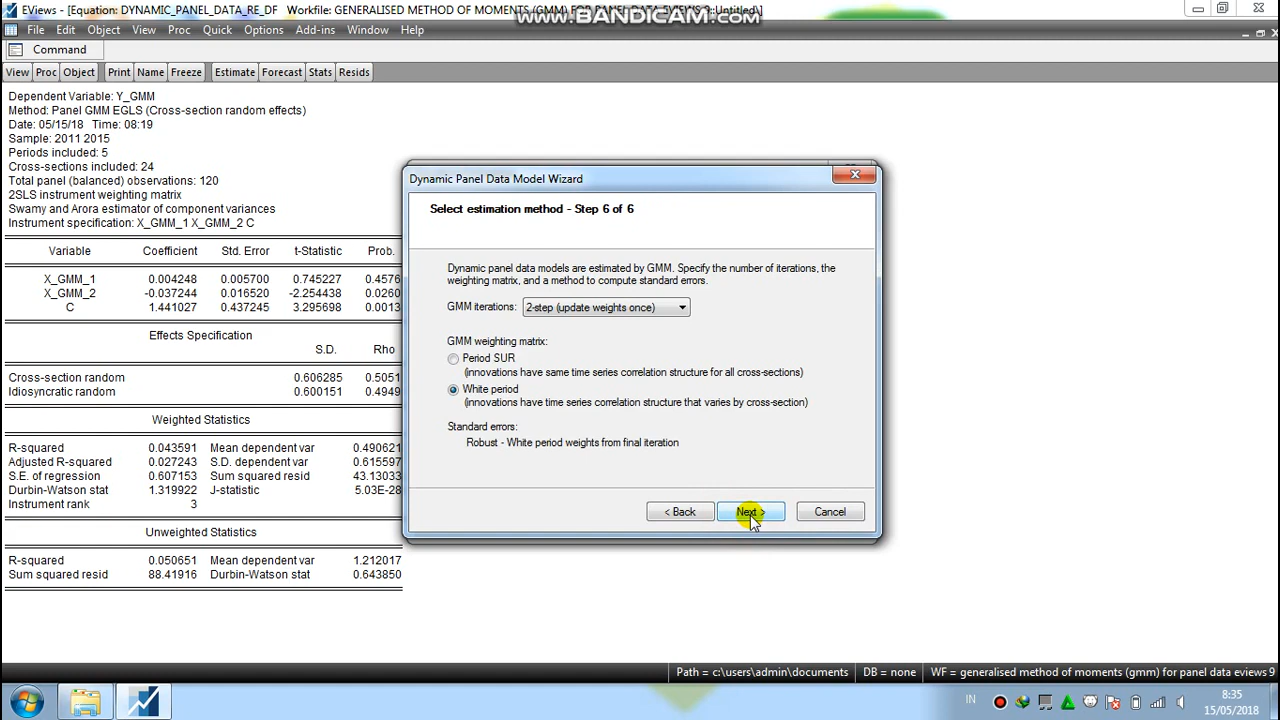 EViews - [Equation: DYNAMIC_PANEL_DATA_RE_DF Workfile: GENERALISED METHOD OF MOMENTS (GMM) FOR PANEL DATA EVIEWS 9::Untitled\]
www.BANDICAM.com
File Edit Object View Proc Quick Options Add-ins Window Help
Command
View Proc Object Print Name Freeze Estimate Forecast Stats Resids
Dependent Variable: Y_GMM
Method: Panel GMM EGLS (Cross-section random effects)
Date: 05/15/18 Time: 08:19
Sample: 2011 2015
Periods included: 5
Cross-sections included: 24
Total panel (balanced) observations: 120
2SLS instrument weighting matrix
Swamy and Arora estimator of component variances
Instrument specification: X_GMM_1 X_GMM_2 C
Variable Coefficient Std. Error t-Statistic Prob.
X_GMM_1 0.004248 0.005700 0.745227 0.4576
X_GMM_2 -0.037244 0.016520 -2.254438 0.0260
C 1.441027 0.437245 3.295698 0.0013
Effects Specification
S.D. Rho
Cross-section random 0.606285 0.5051
Idiosyncratic random 0.600151 0.4949
Weighted Statistics
R-squared 0.043591 Mean dependent var 0.490621
Adjusted R-squared 0.027243 S.D. dependent var 0.615597
S.E. of regression 0.607153 Sum squared resid 43.13033
Durbin-Watson stat 1.319922 J-statistic 5.03E-28
Instrument rank 3
Unweighted Statistics
R-squared 0.050651 Mean dependent var 1.212017
Sum squared resid 88.41916 Durbin-Watson stat 0.643850
Dynamic Panel Data Model Wizard
Select estimation method - Step 6 of 6
Dynamic panel data models are estimated by GMM. Specify the number of iterations, the
weighting matrix, and a method to compute standard errors.
GMM iterations: 2-step (update weights once)
GMM weighting matrix:
Period SUR
(innovations have same time series correlation structure for all cross-sections)
White period
(innovations have time series correlation structure that varies by cross-section)
Standard errors:
Robust - White period weights from final iteration
< Back Next > Cancel
Path = c:\users\admin\documents DB = none WF = generalised method of moments (gmm) for panel data eviews 9
IN 8:35
15/05/2018